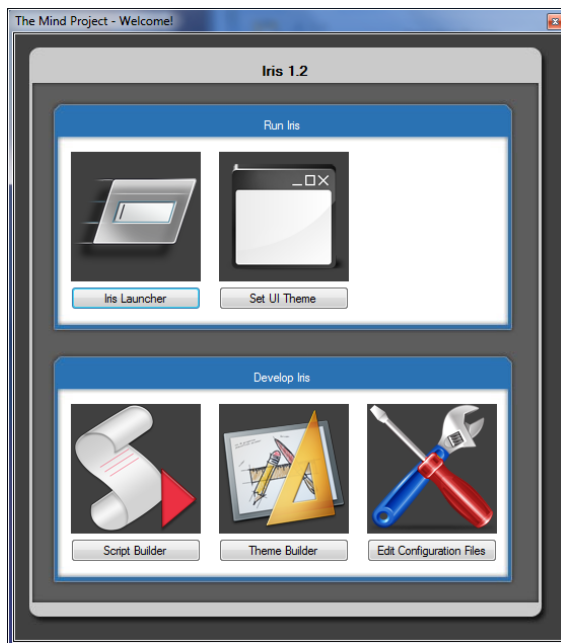 The Mind Project - Welcome!
Iris 1.2
Run Iris
Iris Launcher
Set UI Theme
Develop Iris
Script Builder
Theme Builder
Edit Configuration Files